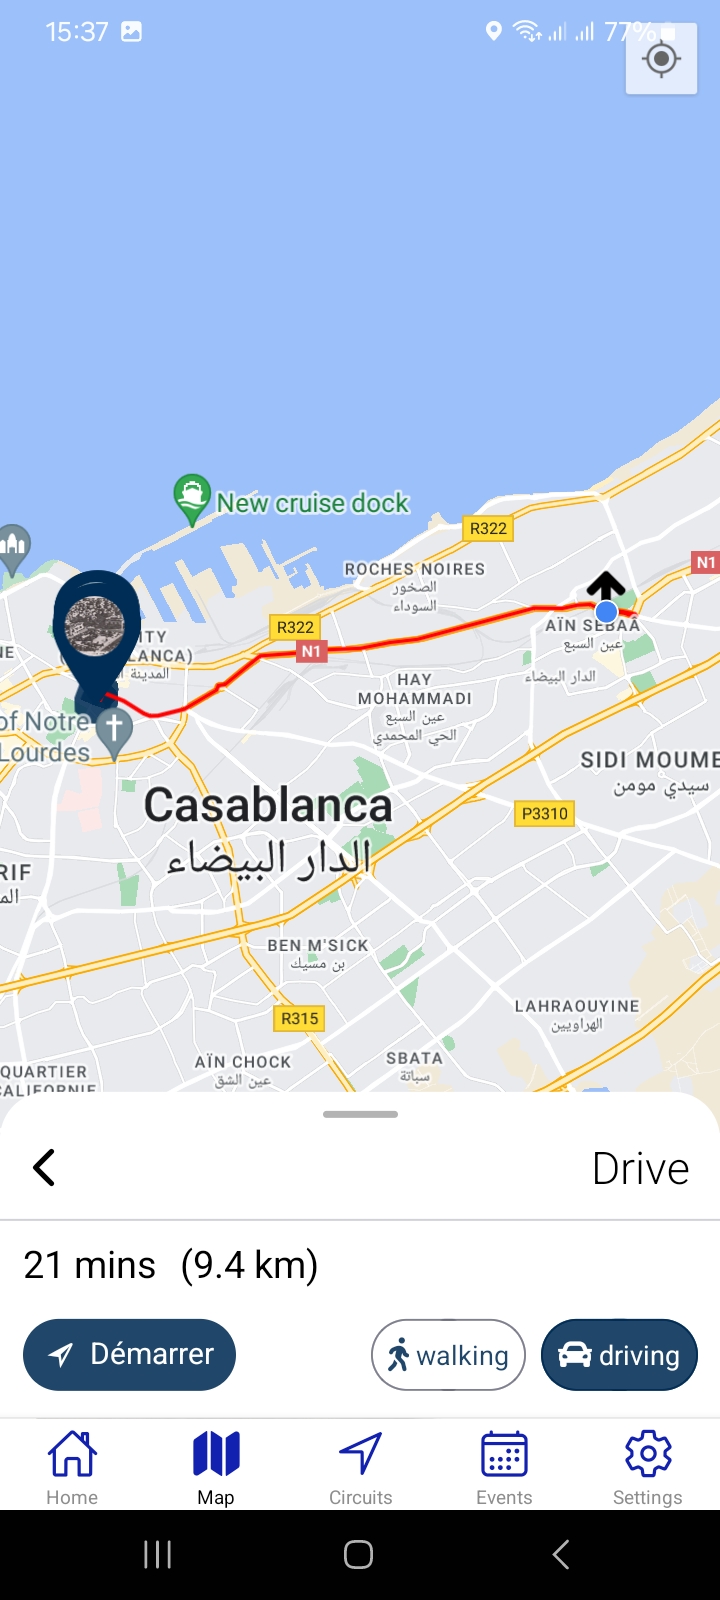 15:37
77%
New cruise dock
R322
ROCHES NOIRES
الصخور
السوداء
N1
R322
N1
AÏN SEBAÂ
عين السبع
الدار البيضاء
ITY
LANCA)
المدينة
NE
HAY
MOHAMMADI
عين السبع
الحي المحمدي
of Notre
Lourdes
SIDI MOUME
سيدي مومن
Casablanca
الدار البيضاء
P3310
RIF
BEN M'SICK
بن مسيك
LAHRAOUYINE
الهراويين
R315
AÏN CHOCK
عين الشق
SBATA
سباتة
QUARTIER
CALIFORNIE
Drive
21 mins (9.4 km)
Démarrer
walking
driving
Home
Map
Circuits
Events
Settings